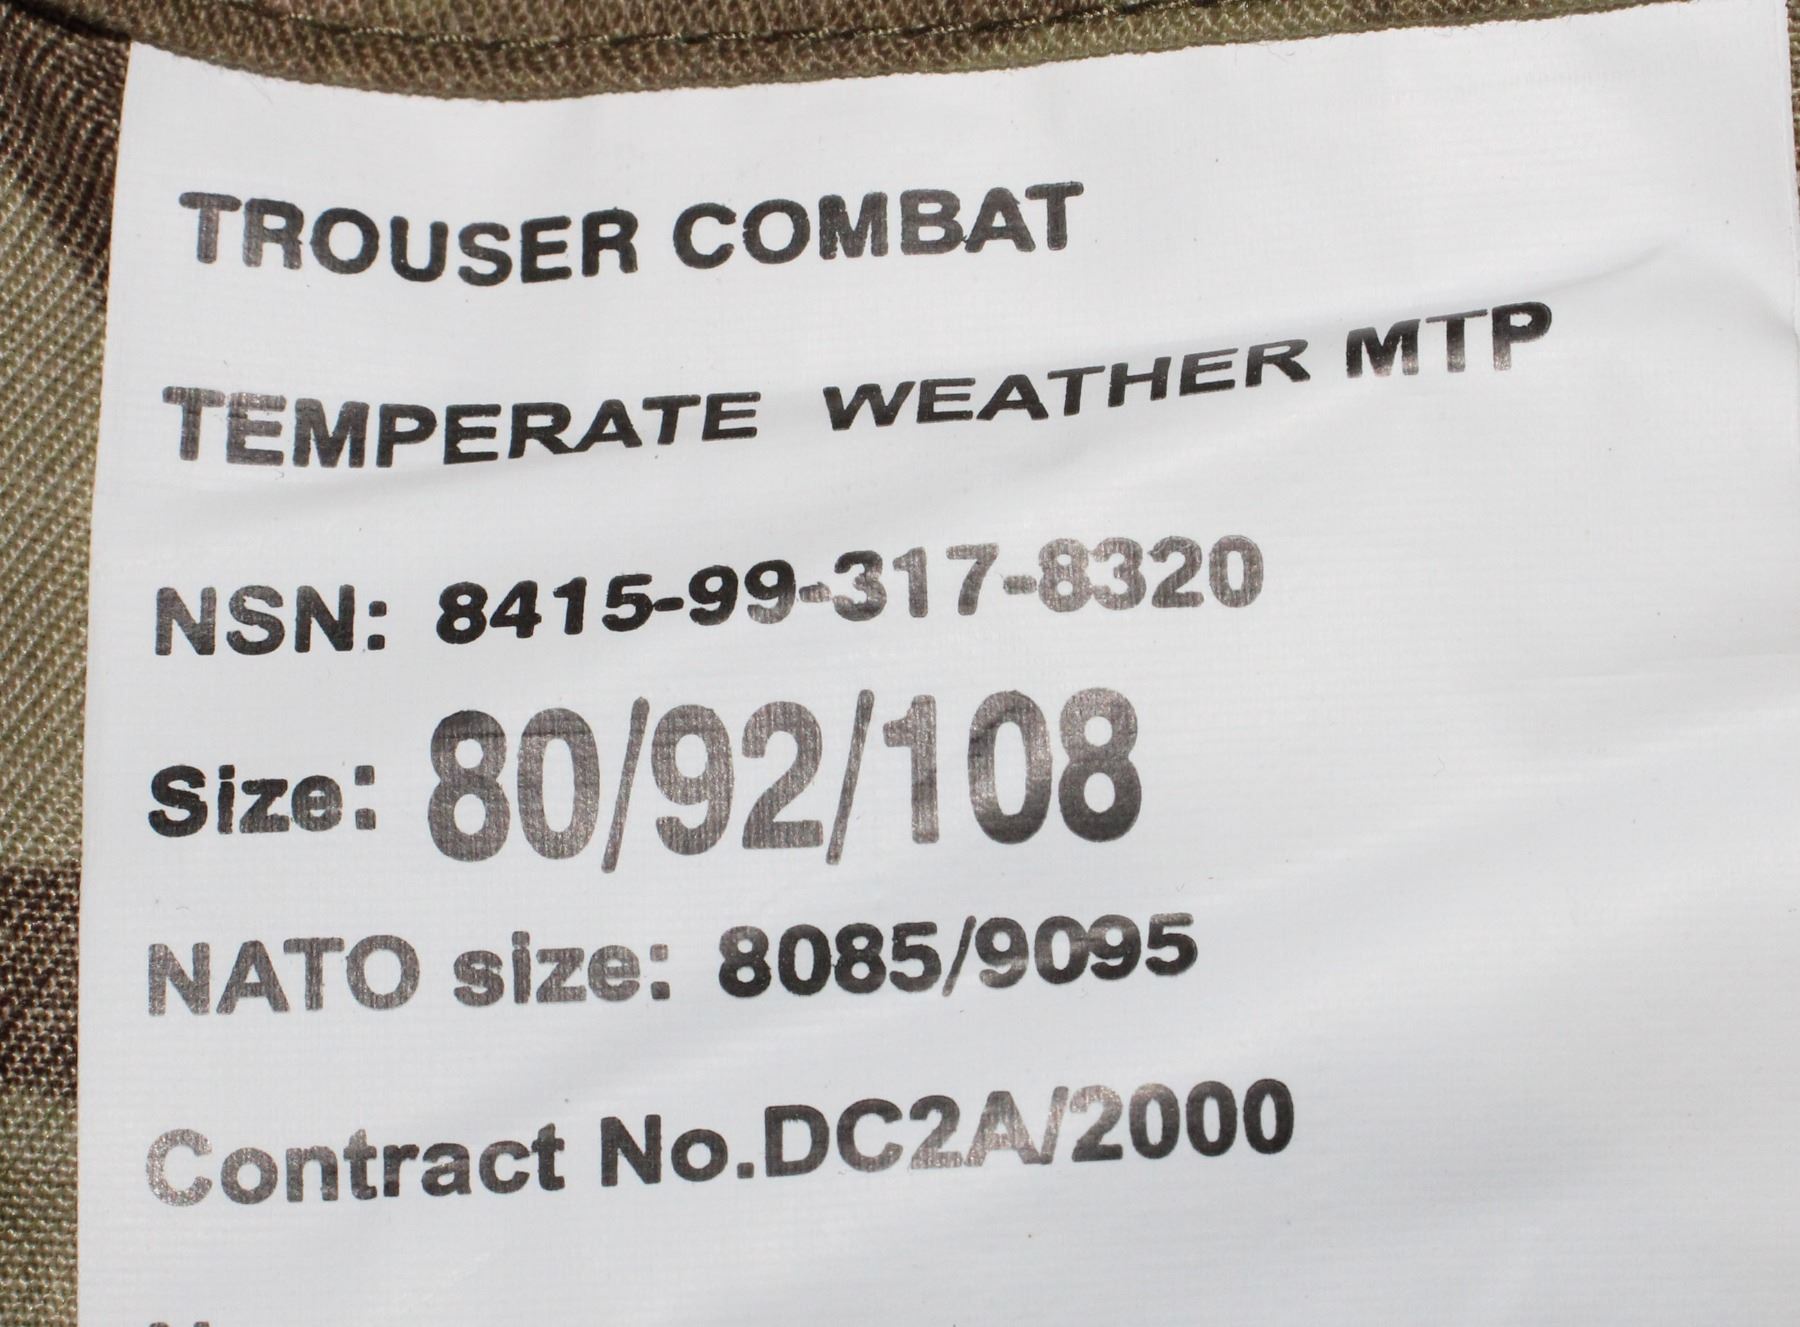 TROUSER COMBAT
TEMPERATE WEATHER MTP
NSN: 8415-99-317-8320
Size: 80/92/108
NATO size: 8085/9095
Contract No.DC2A/2000